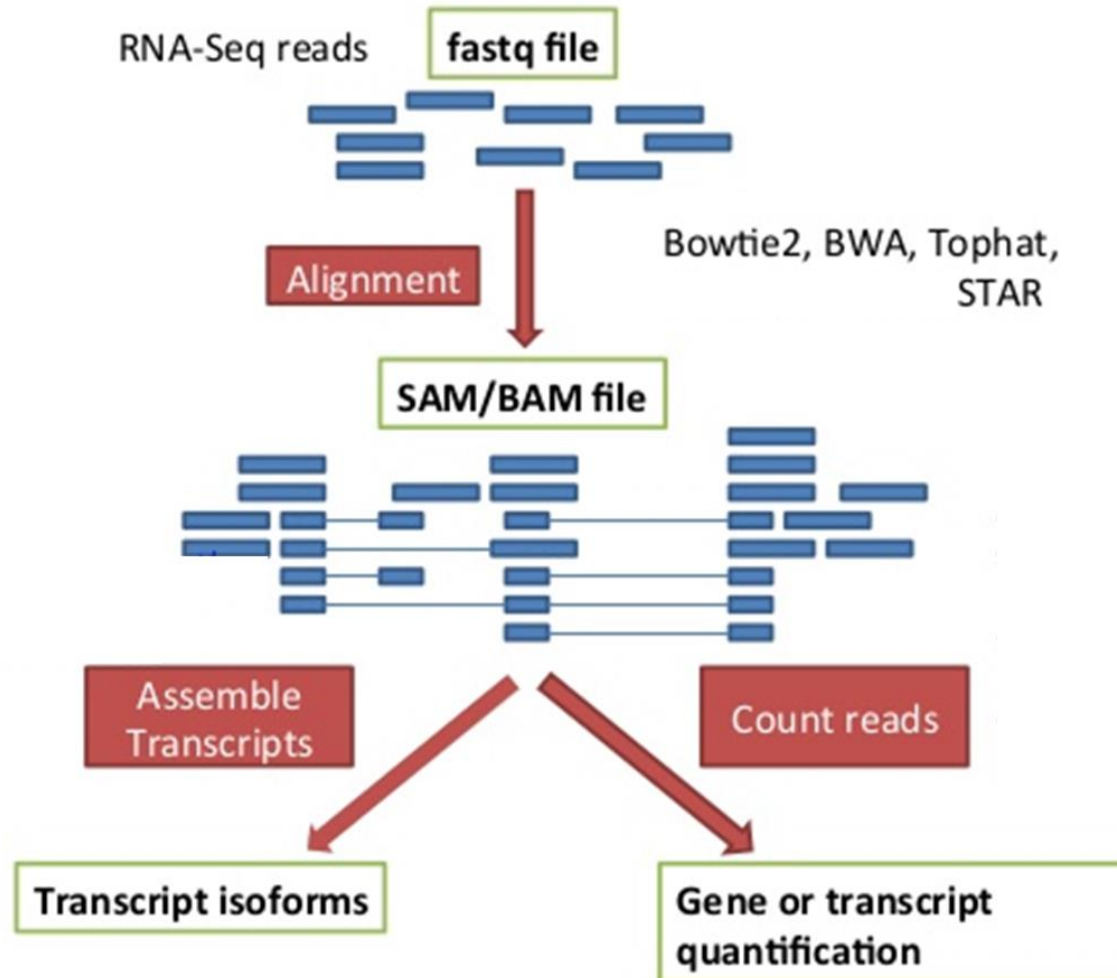 RNA-Seq reads
fastq file
Alignment
Bowtie2, BWA, Tophat,
STAR
SAM/BAM file
Assemble
Transcripts
Count reads
Transcript isoforms
Gene or transcript
quantification